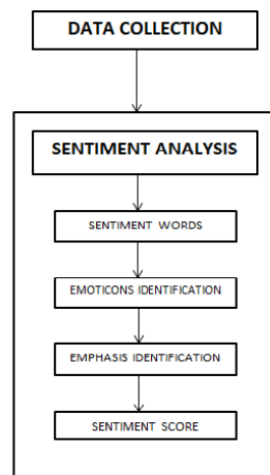 DATA COLLECTION
SENTIMENT ANALYSIS
SENTIMENT WORDS
EMOTICONS IDENTIFICATION
EMPHASIS IDENTIFICATION
SENTIMENT SCORE